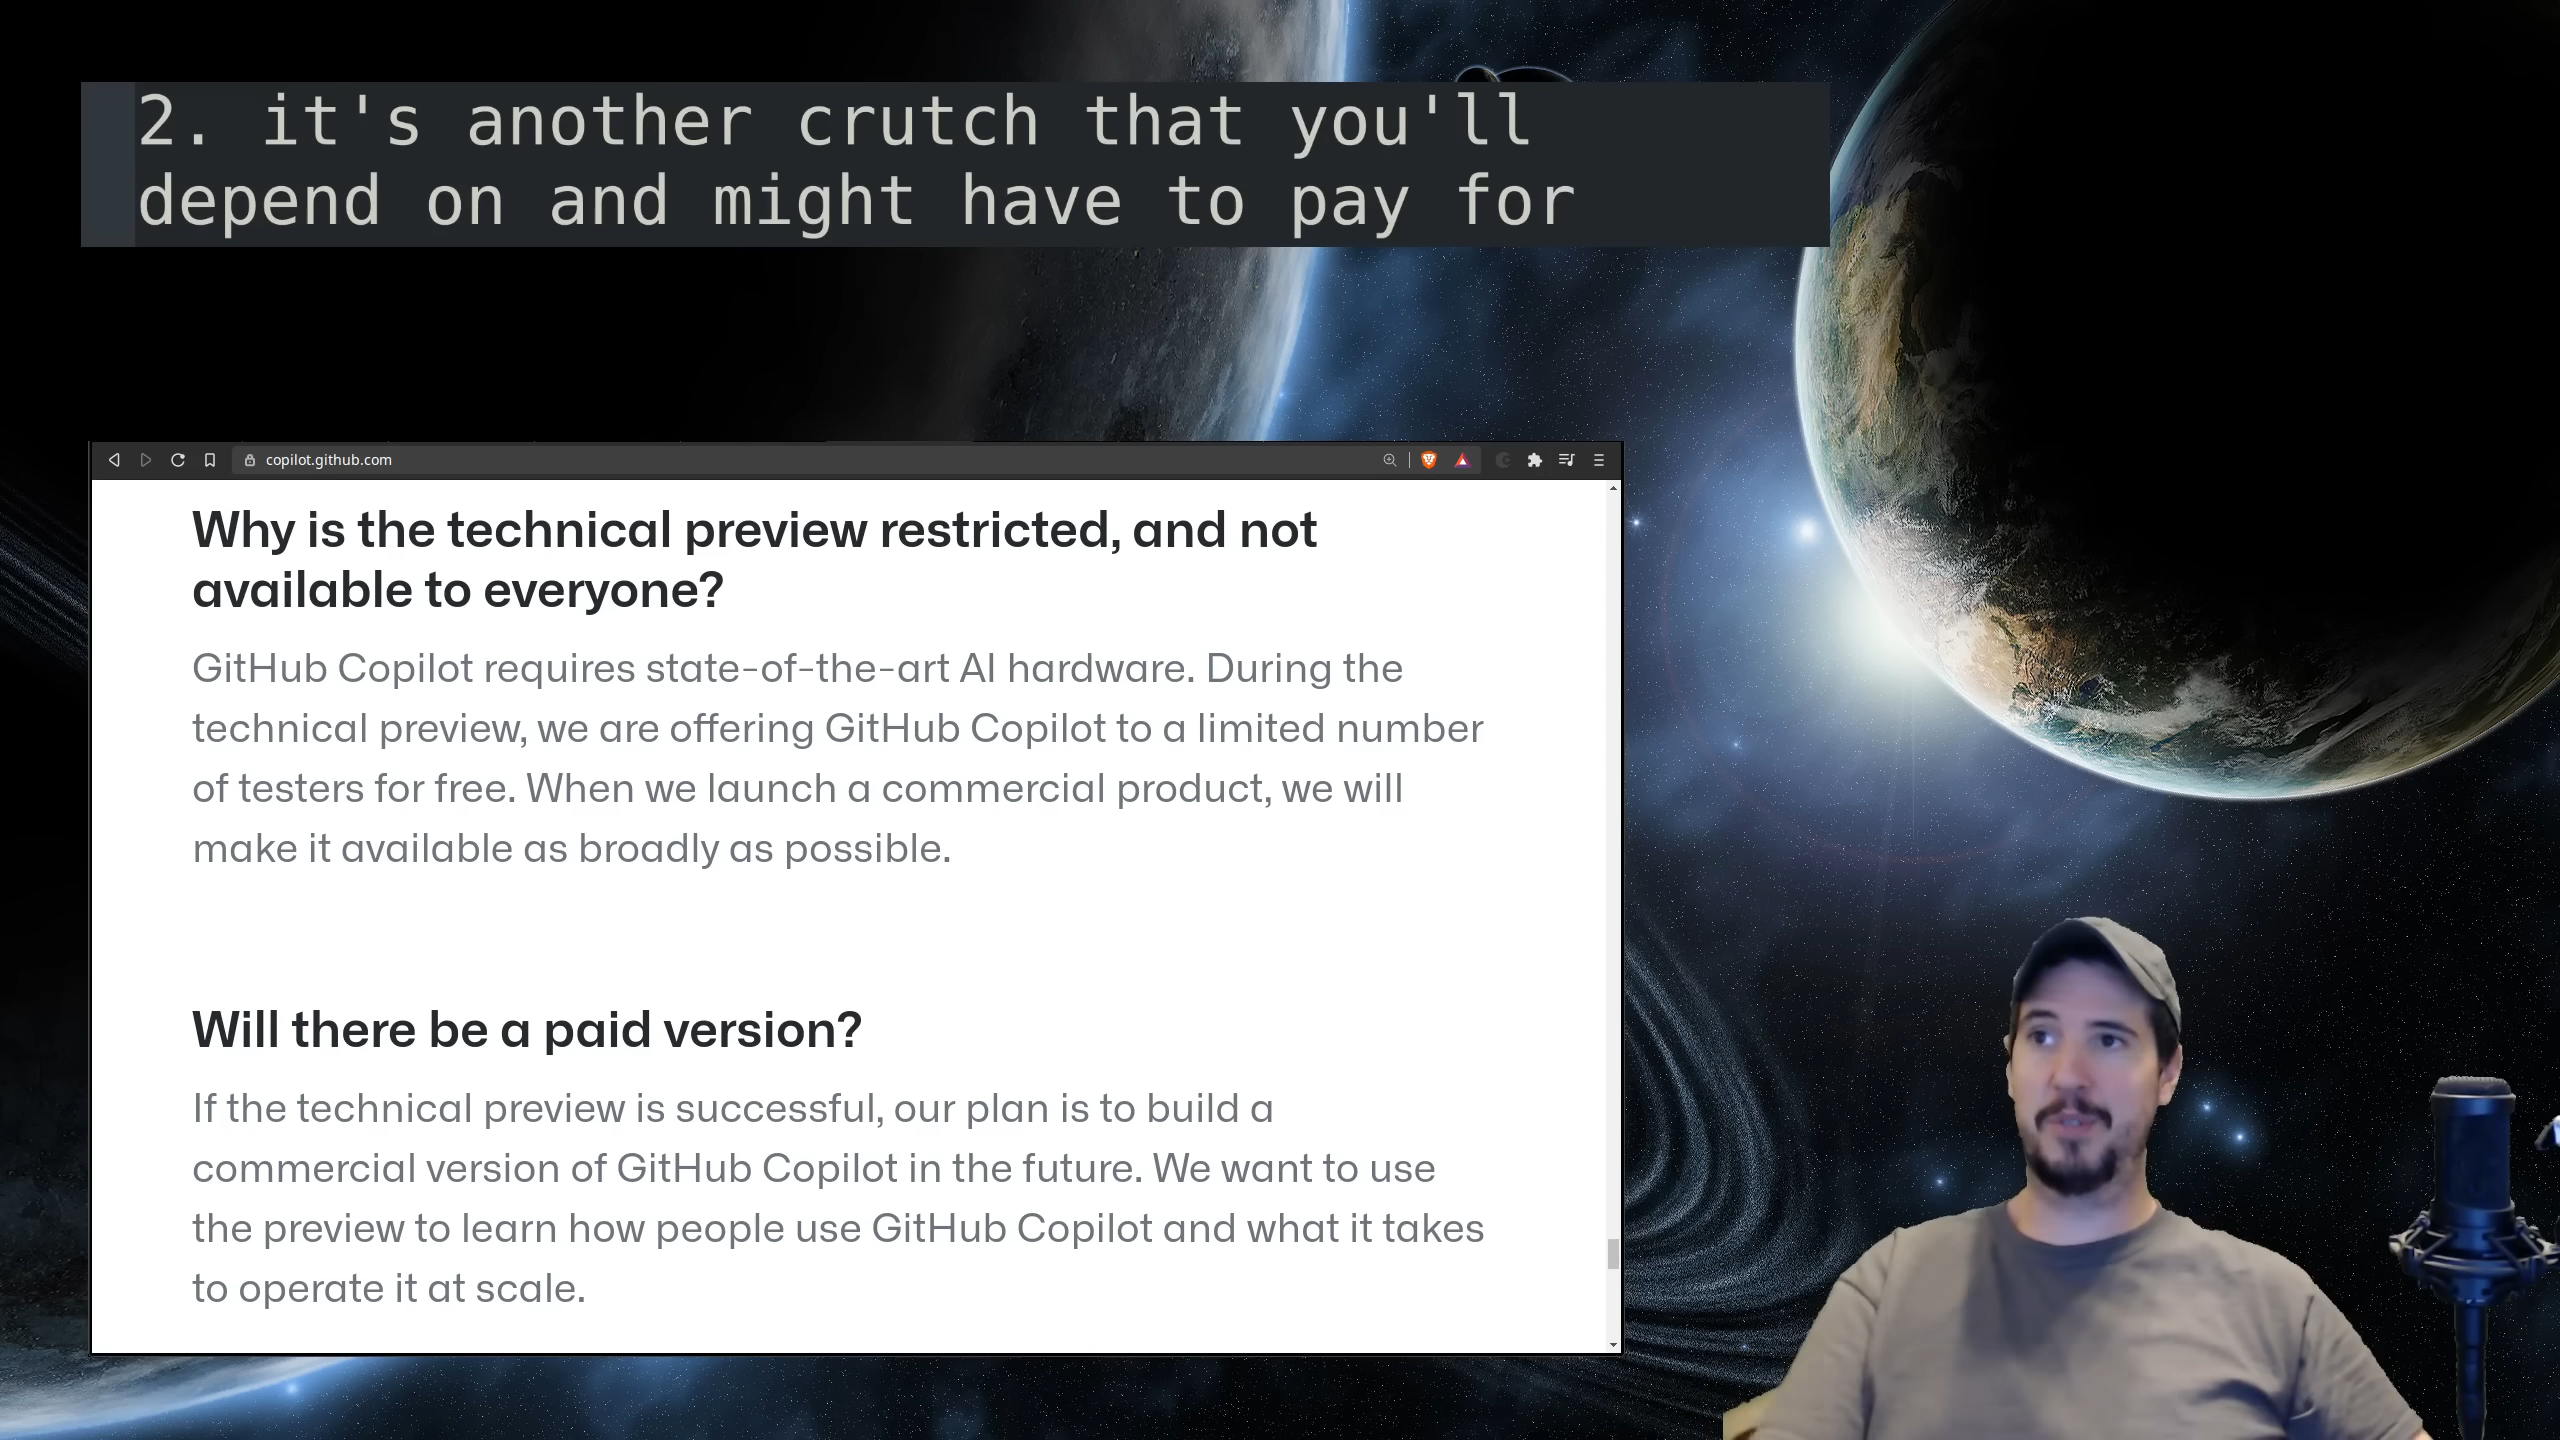 2. it's another crutch that you'll
depend on and might have to pay for
copilot.github.com
Why is the technical preview restricted, and not
available to everyone?
GitHub Copilot requires state-of-the-art AI hardware. During the
technical preview, we are offering GitHub Copilot to a limited number
of testers for free. When we launch a commercial product, we will
make it available as broadly as possible.
Will there be a paid version?
If the technical preview is successful, our plan is to build a
commercial version of GitHub Copilot in the future. We want to use
the preview to learn how people use GitHub Copilot and what it takes
to operate it at scale.